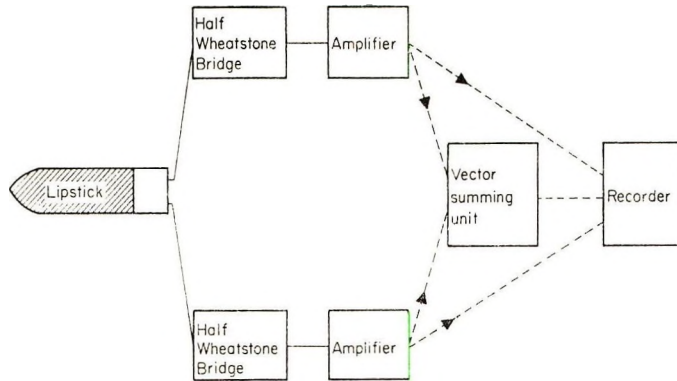 Half
Wheatstone
Bridge
Amplifier
Lipstick
Vector
summing
unit
Recorder
Half
Wheatstone
Bridge
Amplifier